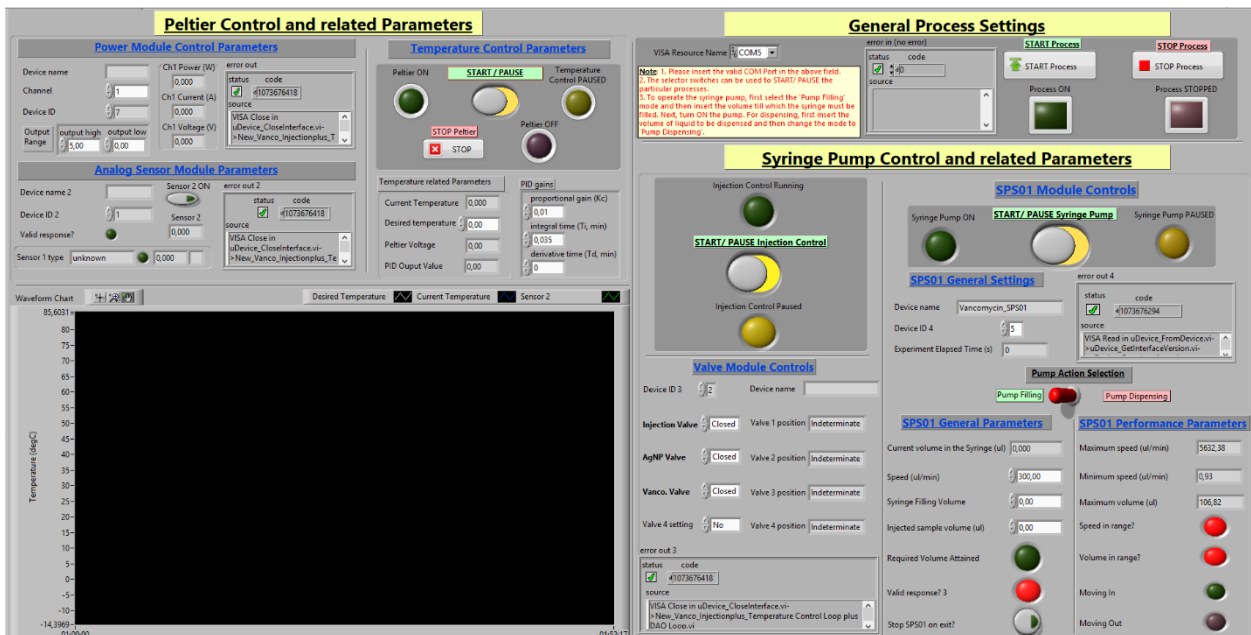 Peltier Control and related Parameters
Power Module Control Parameters
Device name
Channel
1
Device ID
7
Output
Range
output high
output low
5,00
0,00
Ch1 Power (W)
0,000
Ch1 Current (A)
0,000
Ch1 Voltage (V)
0,000
error out
status code
1073676418
source
VISA Close in
uDevice_CloseInterface.vi-
>New_Vanco_Injectionplus_T
Temperature Control Parameters
Peltier ON
START / PAUSE
Temperature
Control PAUSED
STOP Peltier
STOP
Peltier OFF
Analog Sensor Module Parameters
Device name 2
Device ID 2
1
Valid response?
Sensor 2 ON
Sensor 2
0,000
Sensor 1 type
unknown
0,000
error out 2
status code
1073676418
source
VISA Close in
uDevice_CloseInterface.vi-
>New_Vanco_Injectionplus_Te
Temperature related Parameters
Current Temperature 0,000
Desired temperature 0,00
Peltier Voltage 0,00
PID Ouput Value 0,00
PID gains
proportional gain (Kc)
0,01
integral time (Ti, min)
0,035
derivative time (Td, min)
0
Waveform Chart
Desired Temperature
Current Temperature
Sensor 2
85,6031-
80-
75-
70-
65-
60-
55-
50-
45-
40-
35-
30-
25-
20-
15-
10-
5-
0-
-5-
-10-
-14,3969-
Temperature (degC)
01:00:00
01:52:17
General Process Settings
VISA Resource Name
COM5
Note: 1. Please insert the valid COM Port in the above field.
2. The selector switches can be used to START/ PAUSE the
particular processes.
3. To operate the syringe pump, first select the 'Pump Filling'
mode and then insert the volume till which the syringe must be
filled. Next, turn ON the pump. For dispensing, first insert the
volume of liquid to be dispensed and then change the mode to
'Pump Dispensing'.
error in (no error)
status code
0
source
START Process
START Process
Process ON
STOP Process
STOP Process
Process STOPPED
Syringe Pump Control and related Parameters
Injection Control Running
START/ PAUSE Injection Control
Injection Control Paused
SPS01 Module Controls
Syringe Pump ON
START/ PAUSE Syringe Pump
Syringe Pump PAUSED
SPS01 General Settings
Device name
Vancomycin_SPS01
Device ID 4
5
Experiment Elapsed Time (s)
0
error out 4
status code
1073676294
source
VISA Read in uDevice_FromDevice.vi-
>uDevice_GetInterfaceVersion.vi-
Pump Action Selection
Pump Filling
Pump Dispensing
Valve Module Controls
Device ID 3
2
Device name
Injection Valve Closed Valve 1 position Indeterminate
AgNP Valve Closed Valve 2 position Indeterminate
Vanco. Valve Closed Valve 3 position Indeterminate
Valve 4 setting No Valve 4 position Indeterminate
error out 3
status code
1073676418
source
VISA Close in uDevice_CloseInterface.vi-
>New_Vanco_Injectionplus_Temperature Control Loop plus
DAQ Loop.vi
SPS01 General Parameters
Current volume in the Syringe (ul) 0,000
Speed (ul/min) 300,00
Syringe Filling Volume 0,00
Injected sample volume (ul) 0,00
Required Volume Attained
Valid response? 3
Stop SPS01 on exit?
SPS01 Performance Parameters
Maximum speed (ul/min) 5632,38
Minimum speed (ul/min) 0,93
Maximum volume (ul) 106,82
Speed in range?
Volume in range?
Moving In
Moving Out